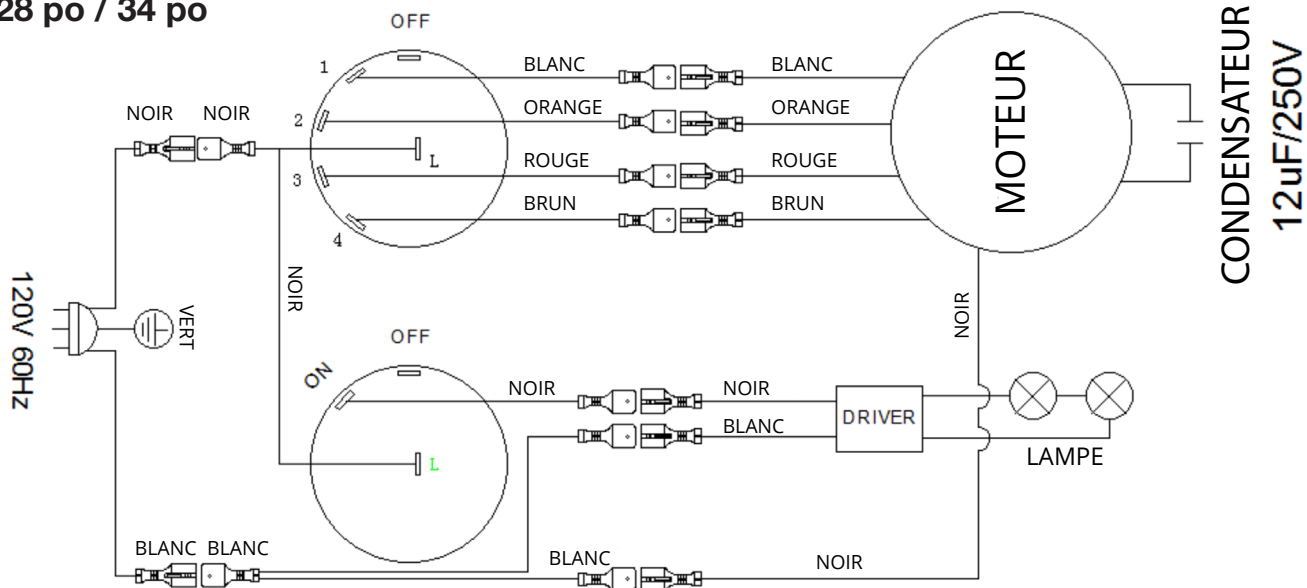 28 po / 34 po
OFF
1
BLANC
BLANC
2
ORANGE
ORANGE
NOIR
NOIR
L
3
ROUGE
ROUGE
BRUN
BRUN
4
MOTEUR
CONDENSATEUR
12uF/250V
NOIR
NOIR
120V 60Hz
VERT
OFF
ON
NOIR
NOIR
BLANC
DRIVER
L
LAMPE
BLANC
BLANC
BLANC
NOIR